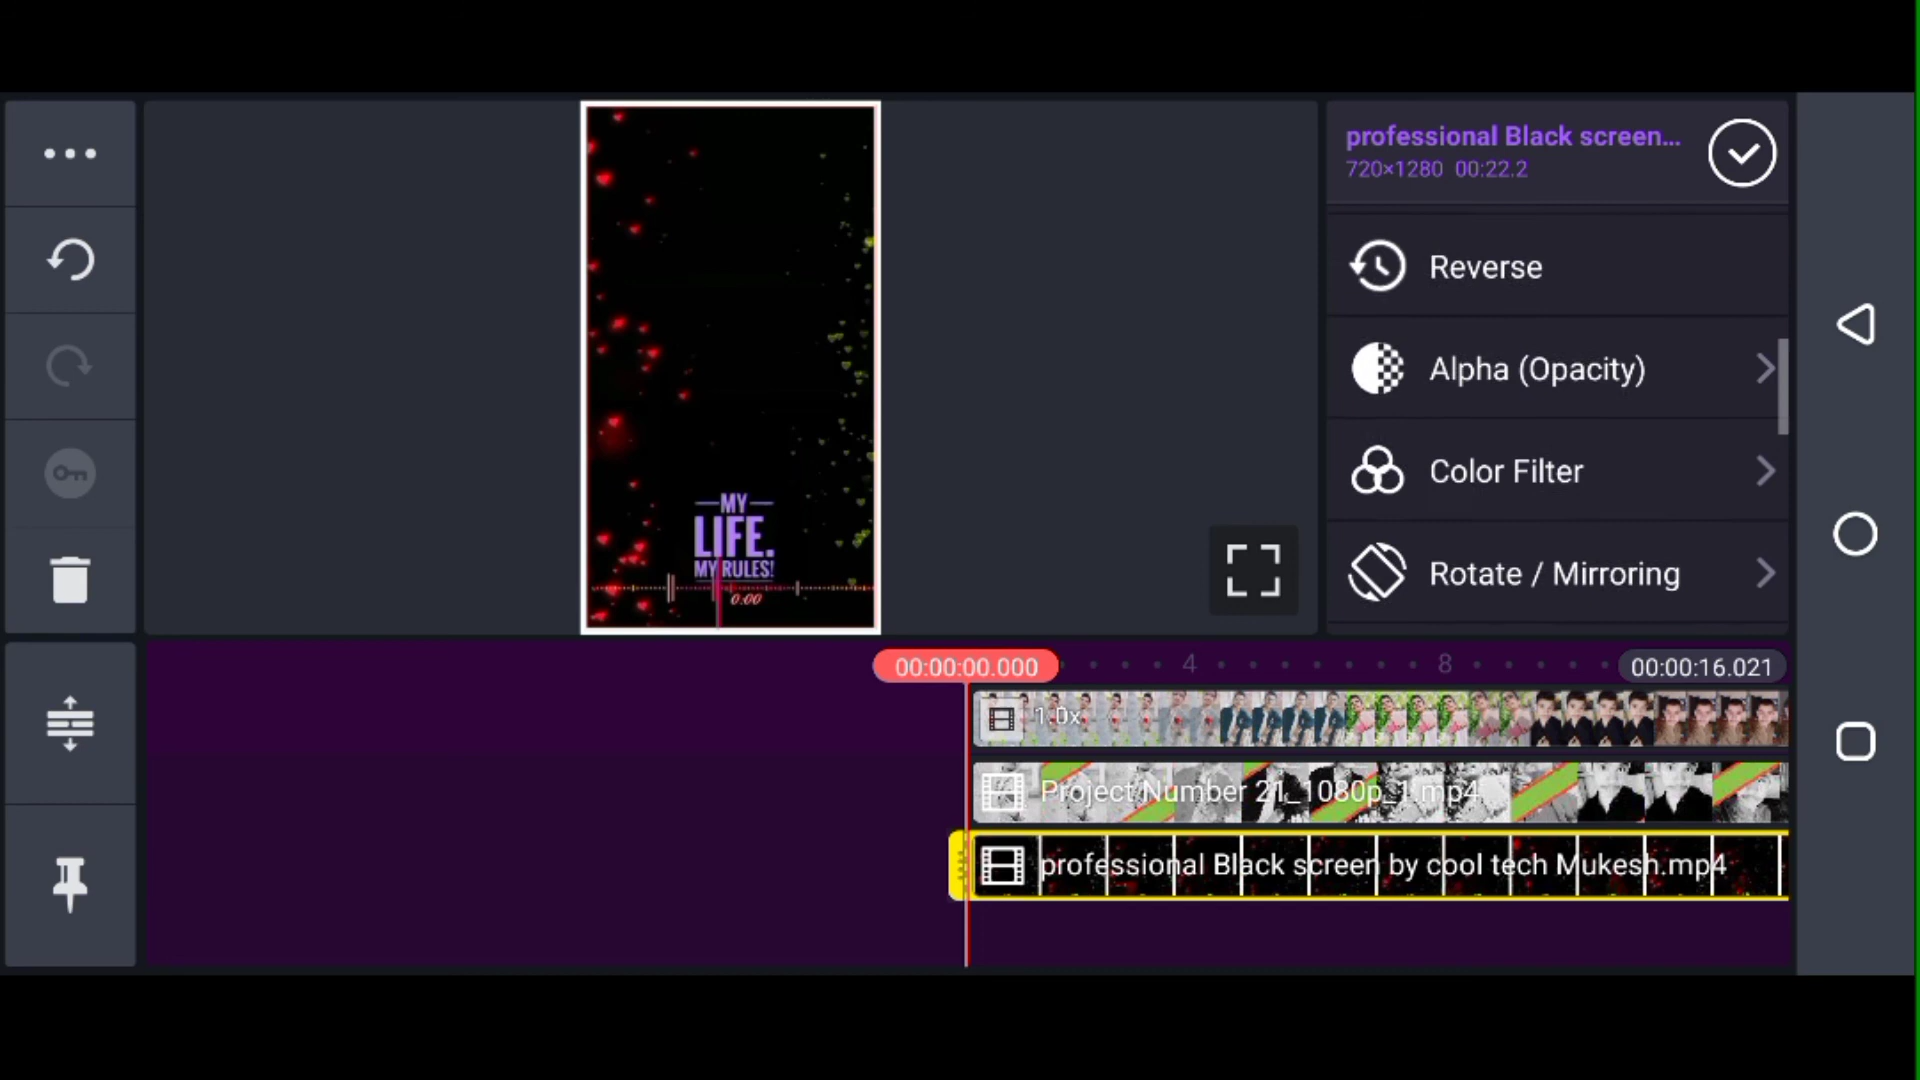 professional Black screen...
720×1280 00:22.2
Reverse
Alpha (Opacity)
Color Filter
Rotate / Mirroring
MY
LIFE.
MY RULES!
0:00
00:00:00.000
4
8
00:00:16.021
1.0x
Project Number 21_1080p_1.mp4
professional Black screen by cool tech Mukesh.mp4